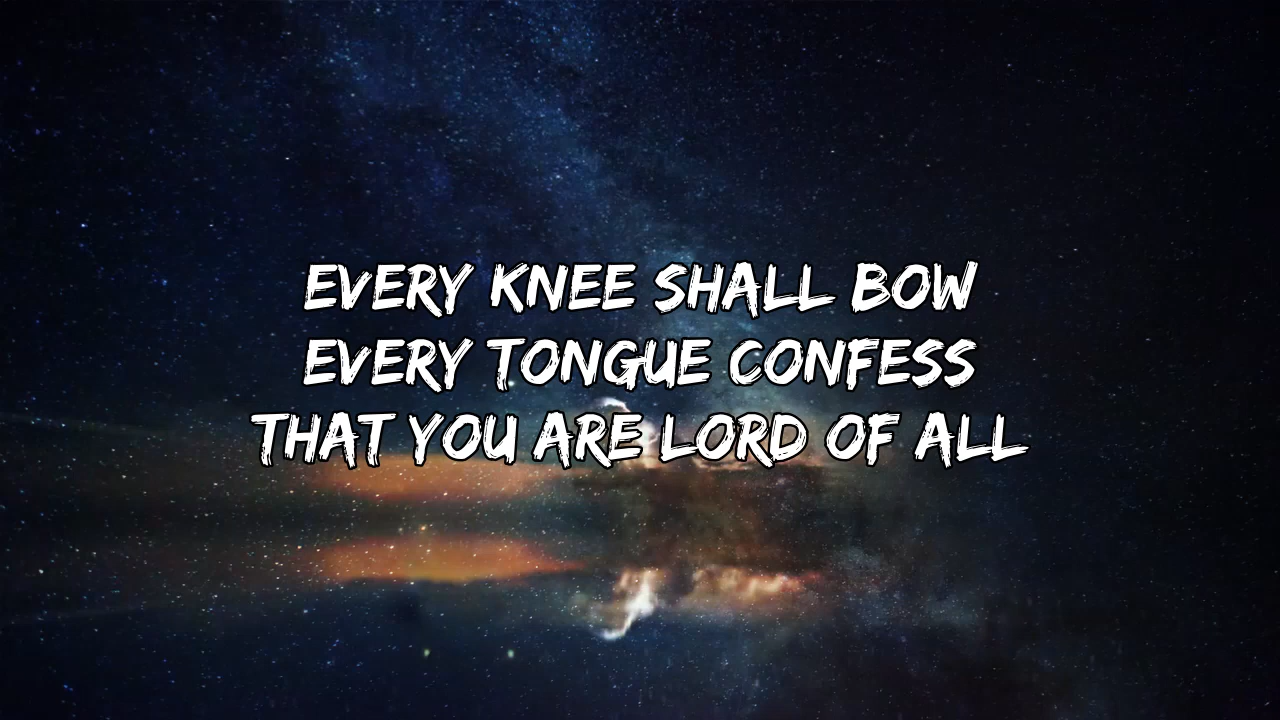 EVERY KNEE SHALL BOW
EVERY TONGUE CONFESS
THAT YOU ARE LORD OF ALL